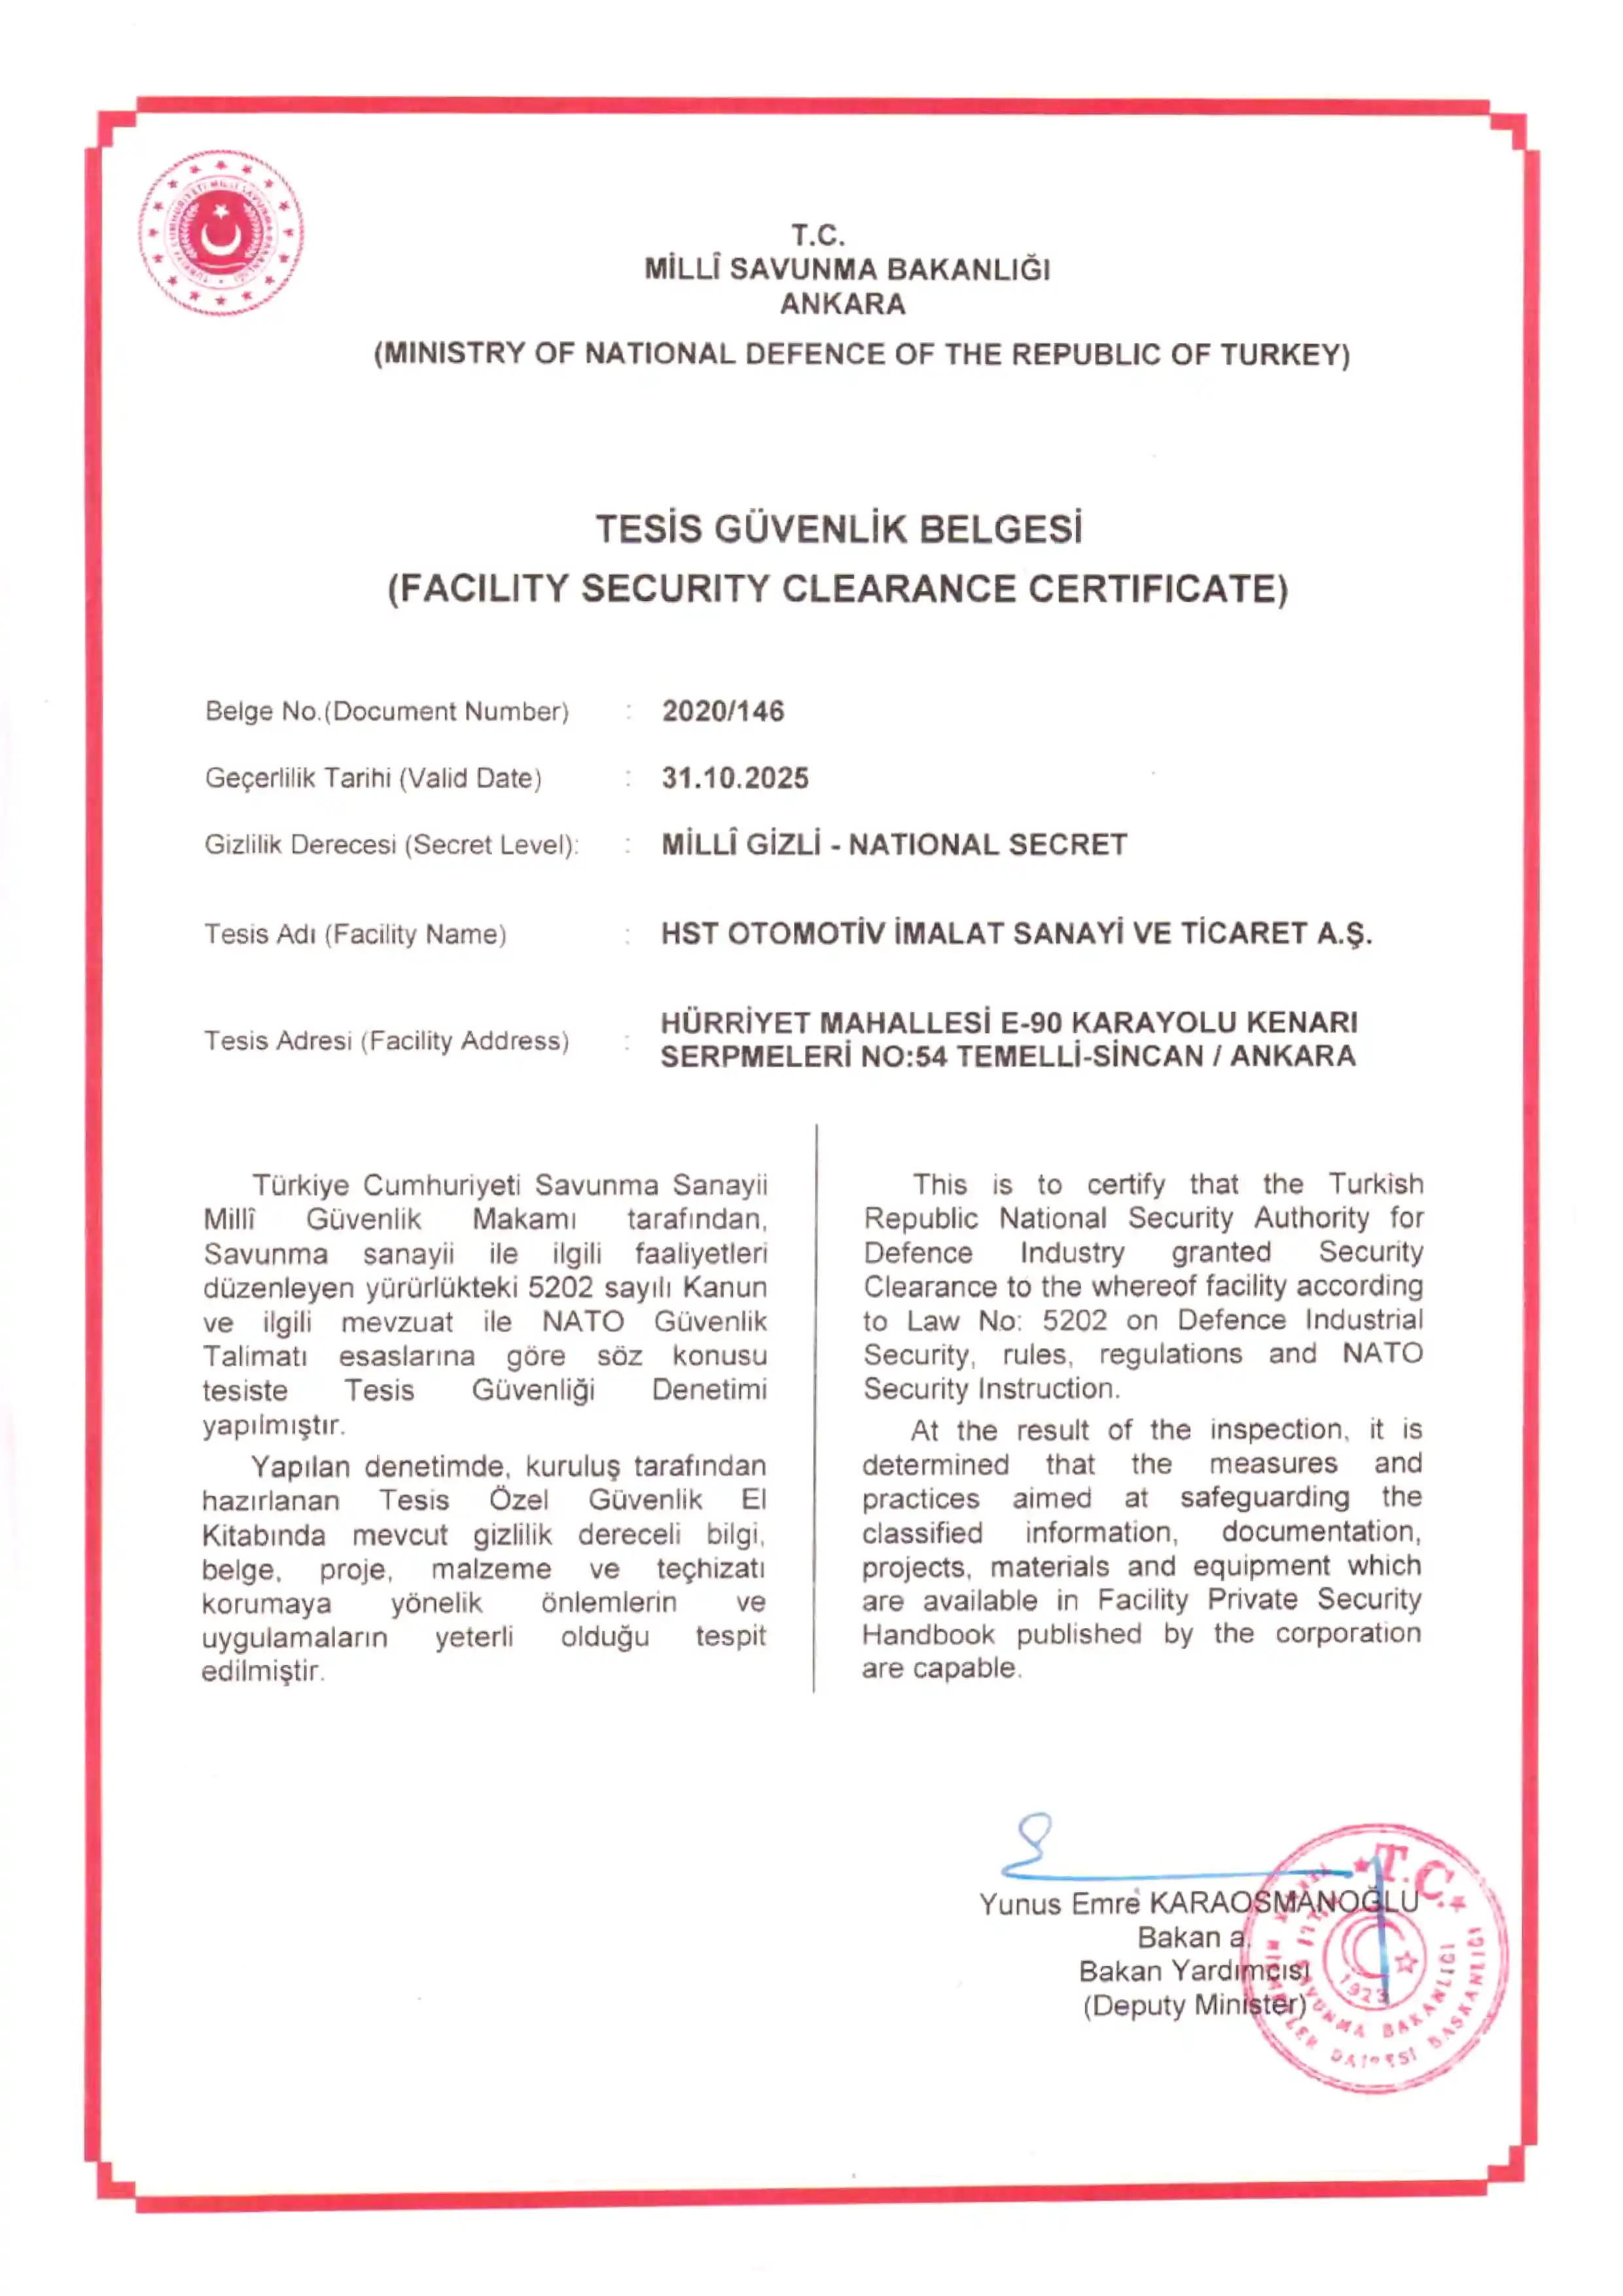 T.C.
MİLLÎ SAVUNMA BAKANLIĞI
ANKARA
(MINISTRY OF NATIONAL DEFENCE OF THE REPUBLIC OF TURKEY)
TESİS GÜVENLİK BELGESİ
(FACILITY SECURITY CLEARANCE CERTIFICATE)
Belge No.(Document Number) : 2020/146
Geçerlilik Tarihi (Valid Date) : 31.10.2025
Gizlilik Derecesi (Secret Level): : MİLLÎ GİZLİ - NATIONAL SECRET
Tesis Adı (Facility Name) : HST OTOMOTİV İMALAT SANAYİ VE TİCARET A.Ş.
Tesis Adresi (Facility Address) : HÜRRİYET MAHALLESİ E-90 KARAYOLU KENARI
SERPMELERİ NO:54 TEMELLİ-SİNCAN / ANKARA
Türkiye Cumhuriyeti Savunma Sanayii
Millî Güvenlik Makamı tarafından,
Savunma sanayii ile ilgili faaliyetleri
düzenleyen yürürlükteki 5202 sayılı Kanun
ve ilgili mevzuat ile NATO Güvenlik
Talimatı esaslarına göre söz konusu
tesiste Tesis Güvenliği Denetimi
yapılmıştır.
Yapılan denetimde, kuruluş tarafından
hazırlanan Tesis Özel Güvenlik El
Kitabında mevcut gizlilik dereceli bilgi,
belge, proje, malzeme ve teçhizatı
korumaya yönelik önlemlerin ve
uygulamaların yeterli olduğu tespit
edilmiştir.
This is to certify that the Turkish
Republic National Security Authority for
Defence Industry granted Security
Clearance to the whereof facility according
to Law No: 5202 on Defence Industrial
Security, rules, regulations and NATO
Security Instruction.
At the result of the inspection, it is
determined that the measures and
practices aimed at safeguarding the
classified information, documentation,
projects, materials and equipment which
are available in Facility Private Security
Handbook published by the corporation
are capable.
Yunus Emre KARAOSMANOĞLU
Bakan a.
Bakan Yardımcısı
(Deputy Minister)
T.C.
SAVUNMA BAKANLIĞI
DAİRESİ BAŞKANLIĞI
1923